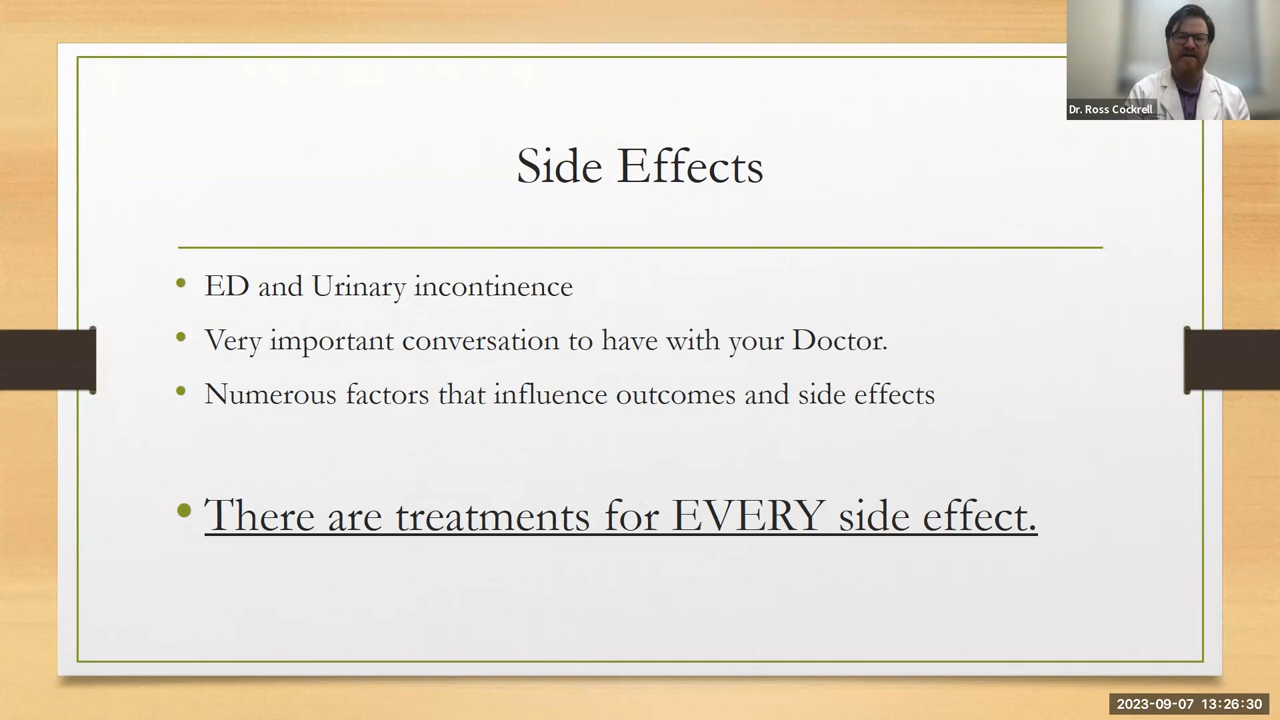 Dr. Ross Cockrell
Side Effects
ED and Urinary incontinence
Very important conversation to have with your Doctor.
Numerous factors that influence outcomes and side effects
There are treatments for EVERY side effect.
2023-09-07 13:26:30